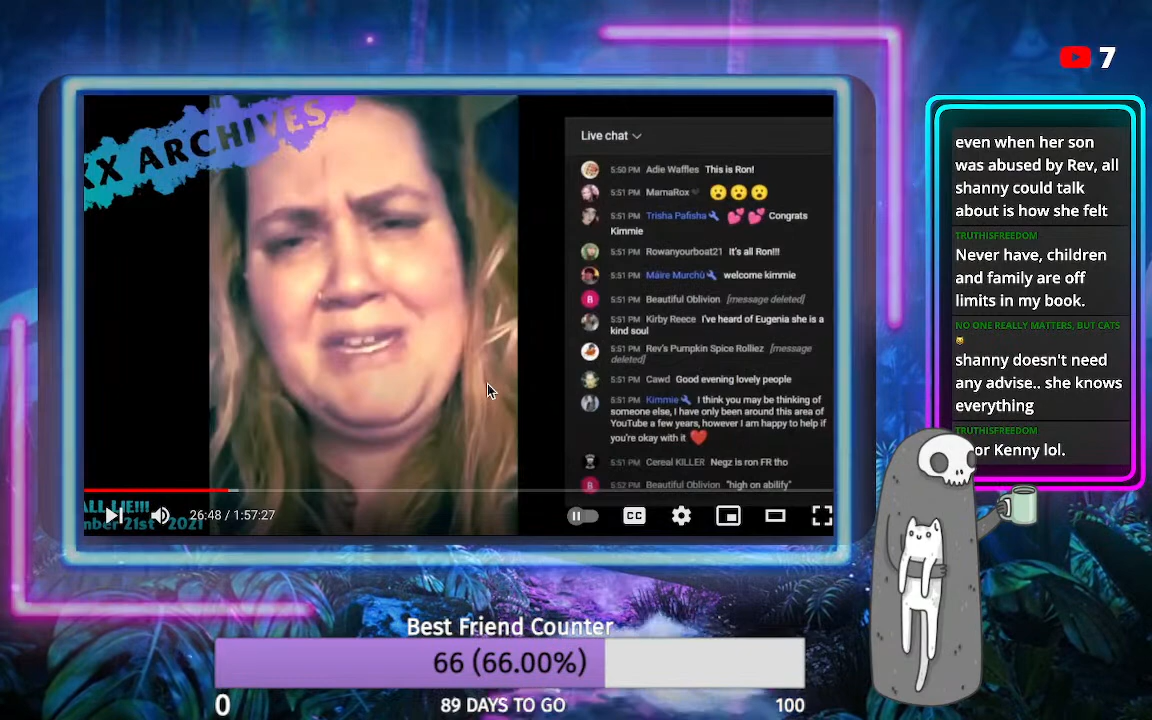 7
XX ARCHIVES
Live chat
5:50 PM Adie Waffles This is Ron!
5:51 PM MamaRox
5:51 PM Trisha Pafisha Congrats
Kimmie
5:51 PM Rowanyourboat21 It's all Ron!!!
5:51 PM Máire Murchú welcome kimmie
B 5:51 PM Beautiful Oblivion [message deleted]
5:51 PM Kirby Reece I've heard of Eugenia she is a
kind soul
5:51 PM Rev's Pumpkin Spice Rolliez [message
deleted]
5:51 PM Cawd Good evening lovely people
5:51 PM Kimmie I think you may be thinking of
someone else, I have only been around this area of
YouTube a few years, however I am happy to help if
you're okay with it
5:51 PM Cereal KILLER Negz is ron FR tho
B 5:52 PM Beautiful Oblivion "high on abilify"
ALL LIE!!!
mber 21st 2021
26:48 / 1:57:27
CC
even when her son
was abused by Rev, all
shanny could talk
about is how she felt
TRUTHISFREEDOM
Never have, children
and family are off
limits in my book.
NO ONE REALLY MATTERS, BUT CATS
shanny doesn't need
any advise.. she knows
everything
TRUTHISFREEDOM
or Kenny lol.
Best Friend Counter
66 (66.00%)
0 89 DAYS TO GO 100